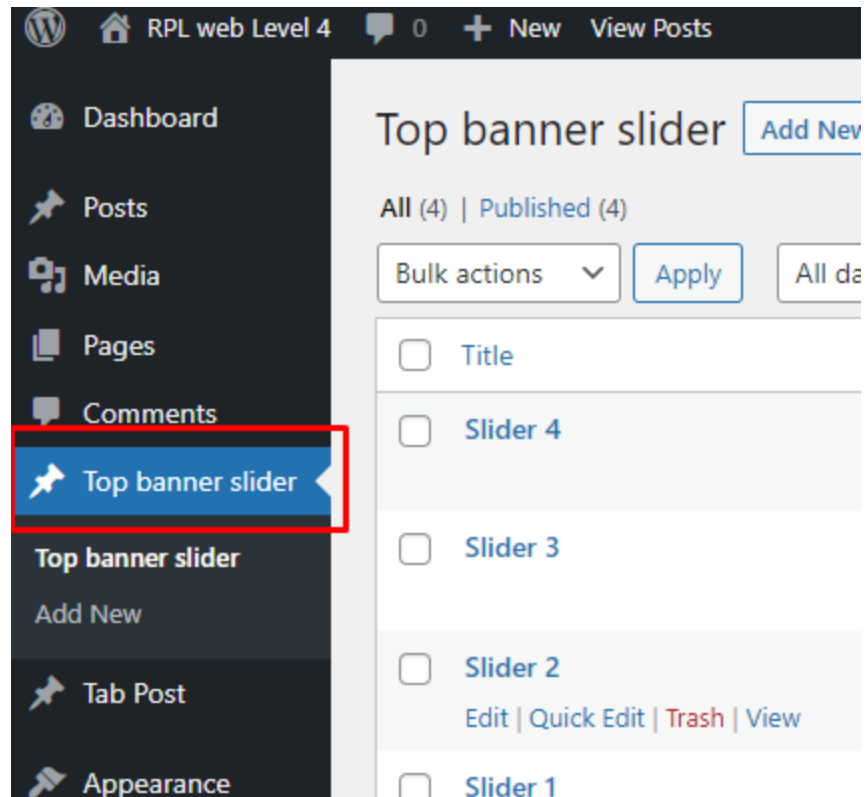 RPL web Level 4 0 New View Posts
Dashboard
Posts
Media
Pages
Comments
Top banner slider
Top banner slider
Add New
Tab Post
Appearance
Top banner slider Add New
All (4) | Published (4)
Bulk actions Apply All da
Title
Slider 4
Slider 3
Slider 2
Edit | Quick Edit | Trash | View
Slider 1